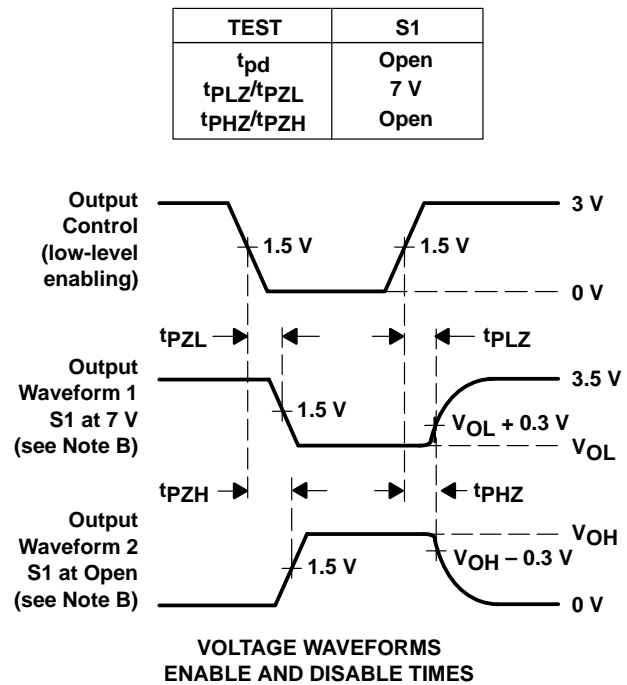 TEST S1
tpd Open
tPLZ/tPZL 7 V
tPHZ/tPZH Open
Output
Control
(low-level
enabling)
3 V
1.5 V 1.5 V
0 V
tPZL tPLZ
Output
Waveform 1
S1 at 7 V
(see Note B)
3.5 V
1.5 V
VOL + 0.3 V
VOL
tPZH tPHZ
Output
Waveform 2
S1 at Open
(see Note B)
VOH
VOH – 0.3 V
1.5 V
0 V
VOLTAGE WAVEFORMS
ENABLE AND DISABLE TIMES